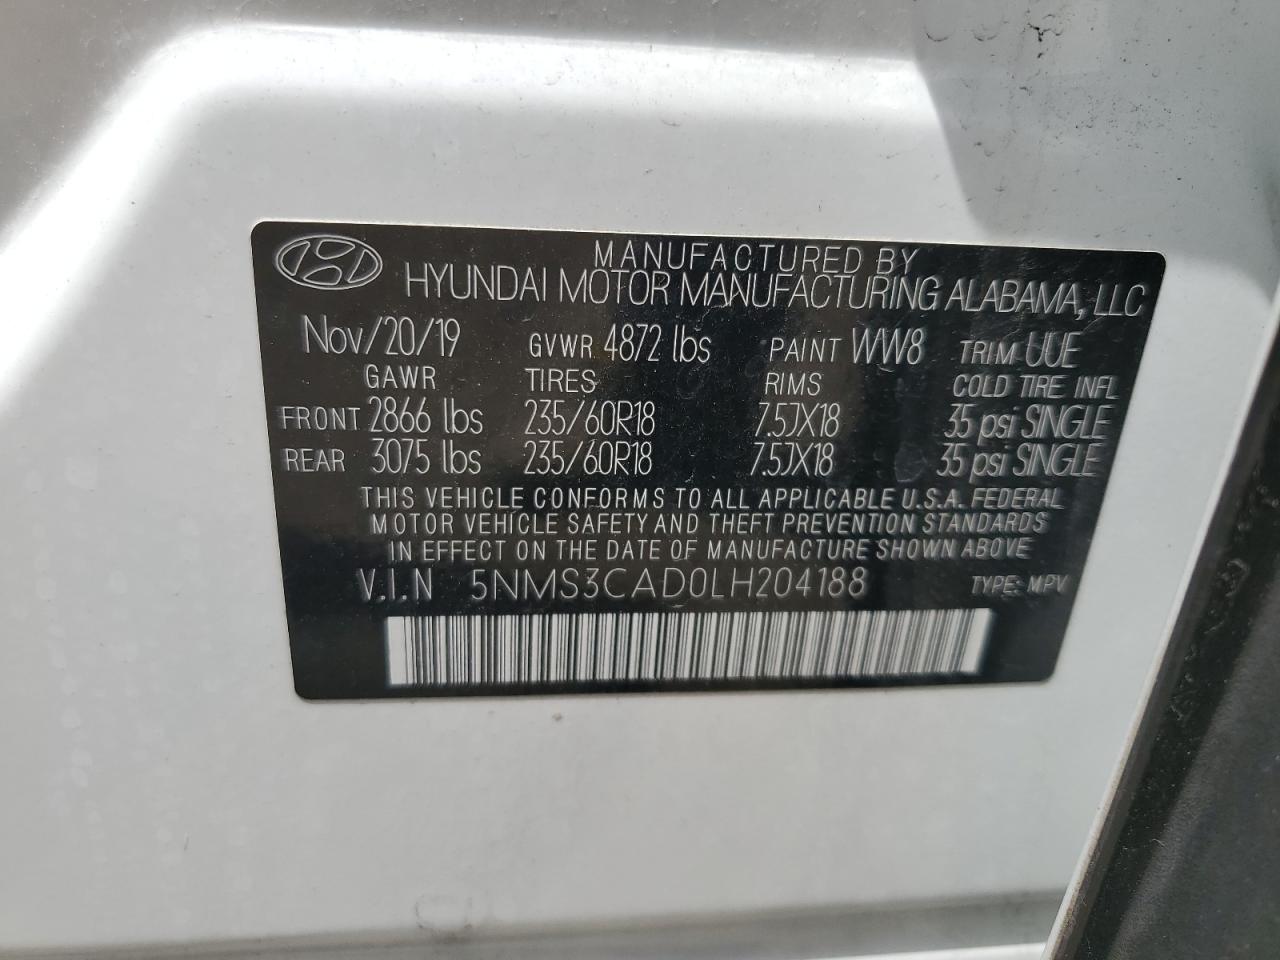 MANUFACTURED BY
HYUNDAI MOTOR MANUFACTURING ALABAMA, LLC
Nov/20/19 GVWR 4872 lbs PAINT WW8 TRIM UUE
GAWR TIRES RIMS COLD TIRE INFL
FRONT 2866 lbs 235/60R18 7.5JX18 35 psi SINGLE
REAR 3075 lbs 235/60R18 7.5JX18 35 psi SINGLE
THIS VEHICLE CONFORMS TO ALL APPLICABLE U.S.A. FEDERAL
MOTOR VEHICLE SAFETY AND THEFT PREVENTION STANDARDS
IN EFFECT ON THE DATE OF MANUFACTURE SHOWN ABOVE
V.I.N 5NMS3CAD0LH204188 TYPE: MPV